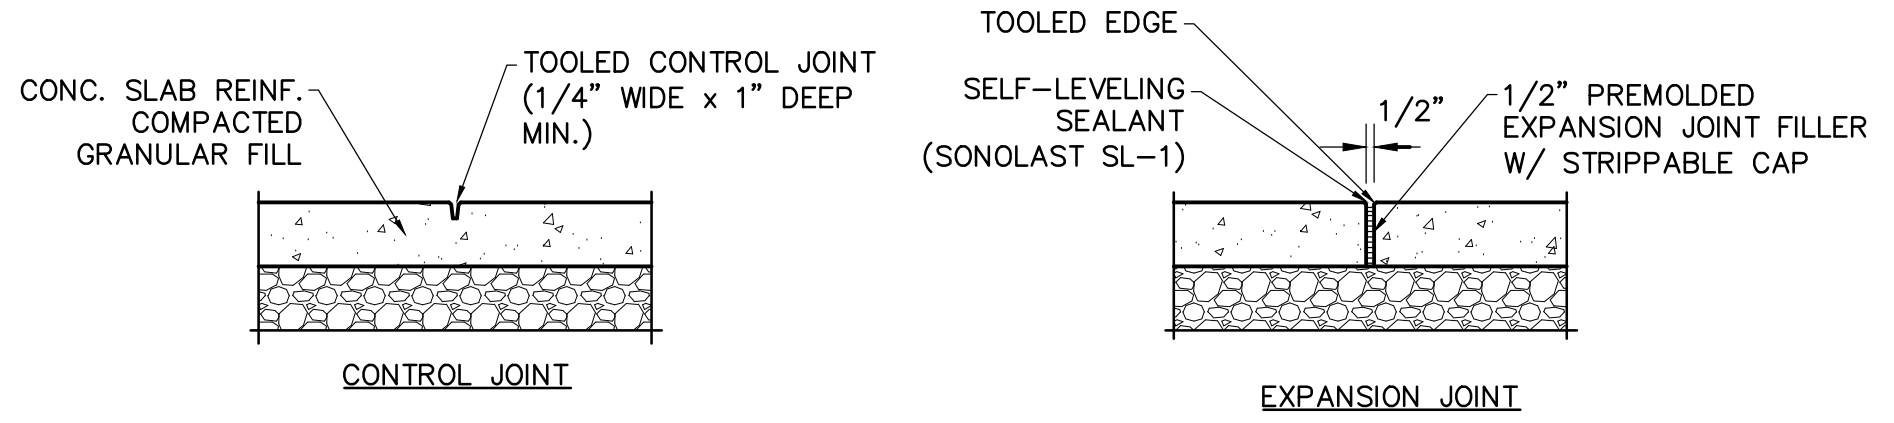 CONC. SLAB REINF.
COMPACTED
GRANULAR FILL
TOOLED CONTROL JOINT
(1/4" WIDE x 1" DEEP
MIN.)
CONTROL JOINT
TOOLED EDGE
SELF-LEVELING
SEALANT
(SONOLAST SL-1)
1/2"
1/2" PREMOLDED
EXPANSION JOINT FILLER
W/ STRIPPABLE CAP
EXPANSION JOINT